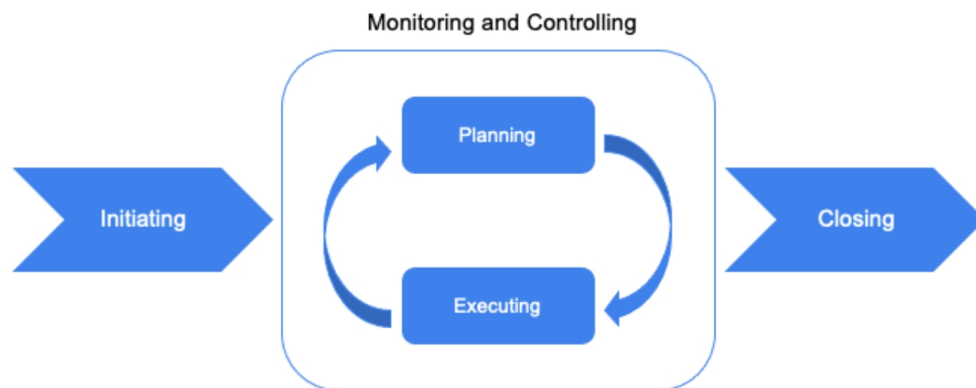 Monitoring and Controlling
Planning
Initiating
Closing
Executing